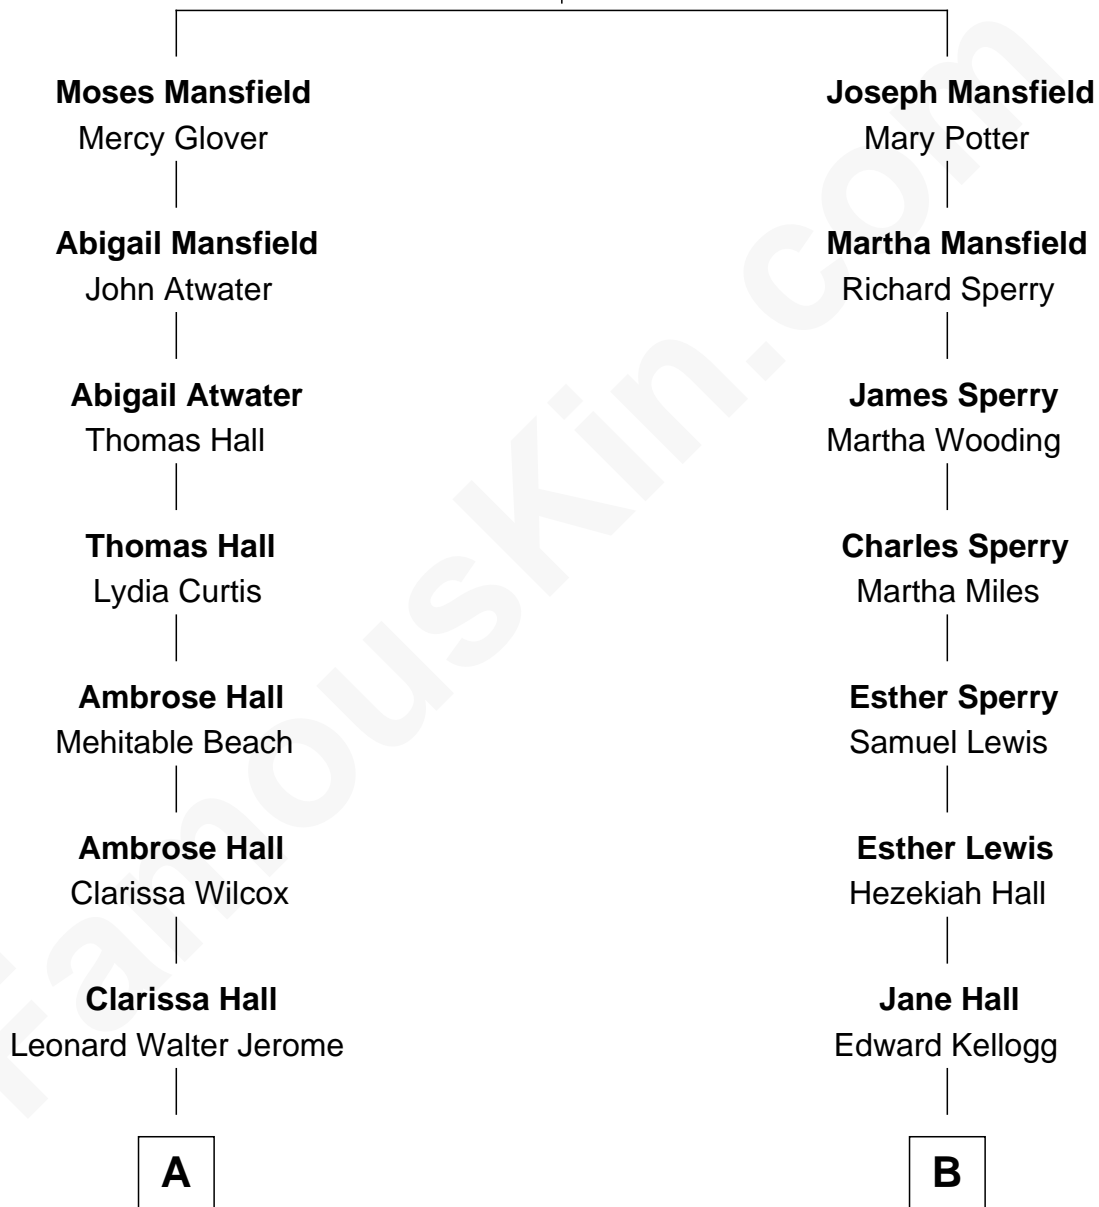 Moses Mansfield
Mercy Glover
Abigail Mansfield
John Atwater
Abigail Atwater
Thomas Hall
Thomas Hall
Lydia Curtis
Ambrose Hall
Mehitable Beach
Ambrose Hall
Clarissa Wilcox
Clarissa Hall
Leonard Walter Jerome
A
Joseph Mansfield
Mary Potter
Martha Mansfield
Richard Sperry
James Sperry
Martha Wooding
Charles Sperry
Martha Miles
Esther Sperry
Samuel Lewis
Esther Lewis
Hezekiah Hall
Jane Hall
Edward Kellogg
B
FamousKin.com